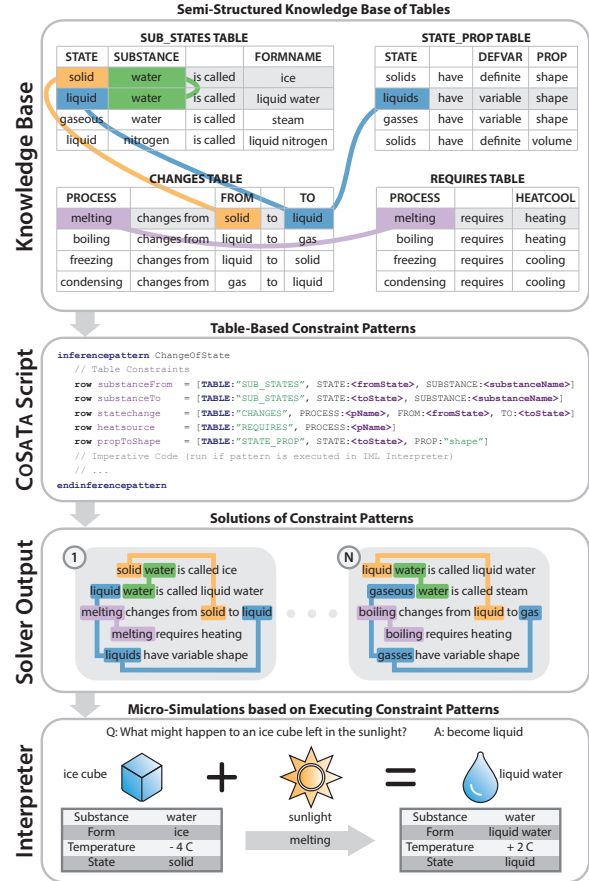 Semi-Structured Knowledge Base of Tables
Knowledge Base
SUB_STATES TABLE
STATE SUBSTANCE FORMNAME
solid water is called ice
liquid water is called liquid water
gaseous water is called steam
liquid nitrogen is called liquid nitrogen
STATE_PROP TABLE
STATE DEFVAR PROP
solids have definite shape
liquids have variable shape
gasses have variable shape
solids have definite volume
CHANGES TABLE
PROCESS FROM TO
melting changes from solid to liquid
boiling changes from liquid to gas
freezing changes from liquid to solid
condensing changes from gas to liquid
REQUIRES TABLE
PROCESS HEATCOOL
melting requires heating
boiling requires heating
freezing requires cooling
condensing requires cooling
Table-Based Constraint Patterns
COSATA Script
inferencepattern ChangeOfState
// Table Constraints
row substanceFrom = [TABLE:"SUB_STATES", STATE:<fromState>, SUBSTANCE:<substanceName>]
row substanceTo = [TABLE:"SUB_STATES", STATE:<toState>, SUBSTANCE:<substanceName>]
row statechange = [TABLE:"CHANGES", PROCESS:<pName>, FROM:<fromState>, TO:<toState>]
row heatsource = [TABLE:"REQUIRES", PROCESS:<pName>]
row propToShape = [TABLE:"STATE_PROP", STATE:<toState>, PROP:"shape"]
// Imperative Code (run if pattern is executed in IML Interpreter)
// ...
endinferencepattern
Solutions of Constraint Patterns
Solver Output
1
solid water is called ice
liquid water is called liquid water
melting changes from solid to liquid
melting requires heating
liquids have variable shape
N
liquid water is called liquid water
gaseous water is called steam
boiling changes from liquid to gas
boiling requires heating
gasses have variable shape
Micro-Simulations based on Executing Constraint Patterns
Interpreter
Q: What might happen to an ice cube left in the sunlight? A: become liquid
ice cube
+
sunlight
=
liquid water
melting
Substance water
Form ice
Temperature - 4 C
State solid
Substance water
Form liquid water
Temperature + 2 C
State liquid